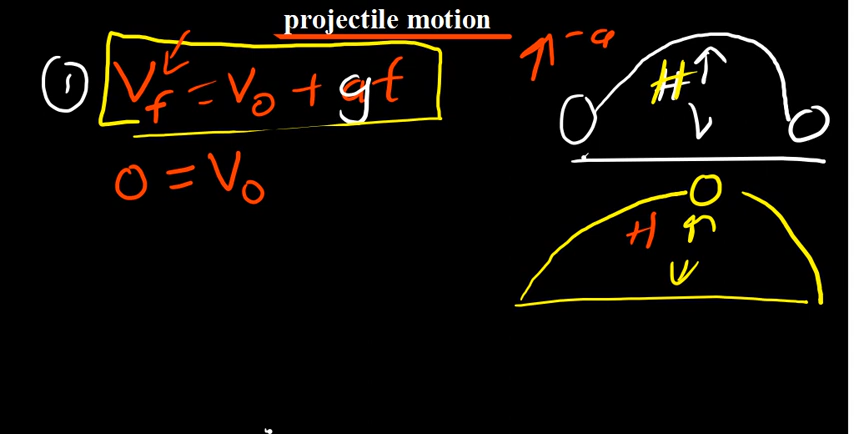 projectile motion
① Vf = V0 + gt
↑ -a
0 = V0
H
H